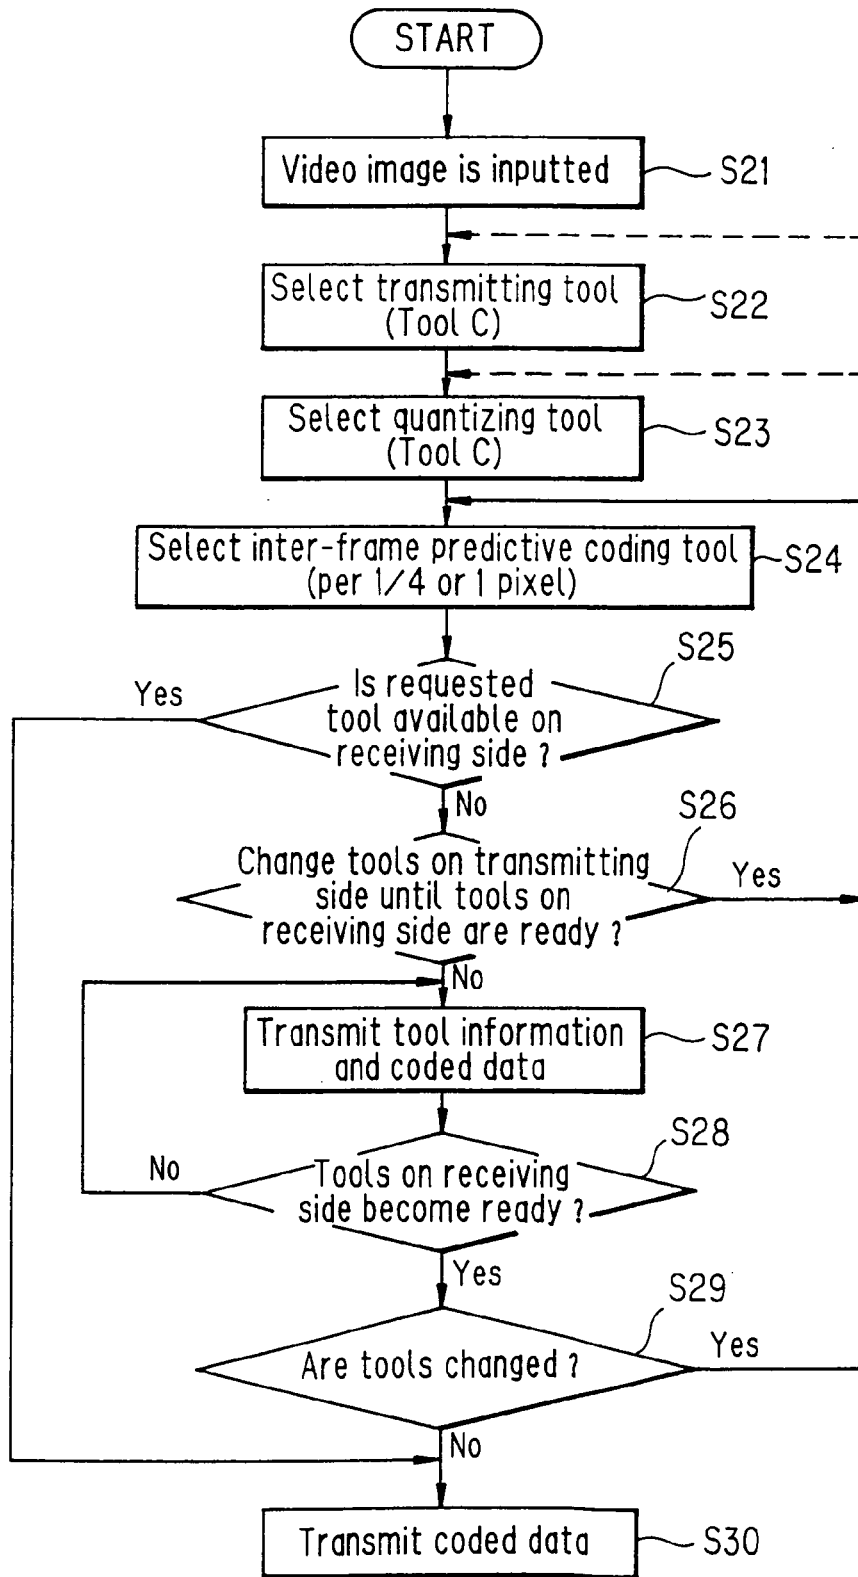 START
Video image is inputted
S21
Select transmitting tool
(Tool C)
S22
Select quantizing tool
(Tool C)
S23
Select inter-frame predictive coding tool
(per 1/4 or 1 pixel)
S24
S25
Yes
Is requested
tool available on
receiving side ?
No
S26
Change tools on transmitting
side until tools on
receiving side are ready ?
Yes
No
Transmit tool information
and coded data
S27
S28
No
Tools on receiving
side become ready ?
Yes
S29
Are tools changed ?
Yes
No
Transmit coded data
S30